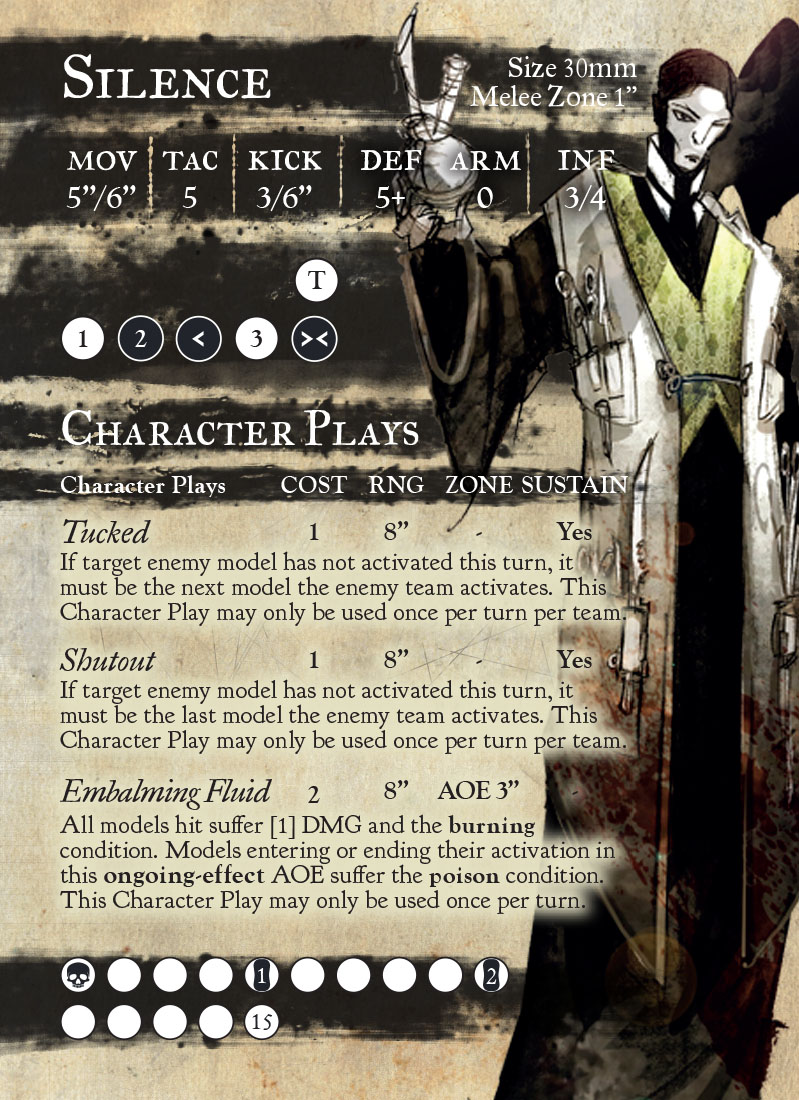 Silence
Size 30mm
Melee Zone 1”
MOV TAC KICK DEF ARM INF
5”/6” 5 3/6” 5+ 0 3/4
T
1 2 < 3 ><
Character Plays
Character Plays COST RNG ZONE SUSTAIN
Tucked 1 8” - Yes
If target enemy model has not activated this turn, it
must be the next model the enemy team activates. This
Character Play may only be used once per turn per team.
Shutout 1 8” - Yes
If target enemy model has not activated this turn, it
must be the last model the enemy team activates. This
Character Play may only be used once per turn per team.
Embalming Fluid 2 8” AOE 3” -
All models hit suffer [1] DMG and the burning
condition. Models entering or ending their activation in
this ongoing-effect AOE suffer the poison condition.
This Character Play may only be used once per turn.
1 2
15